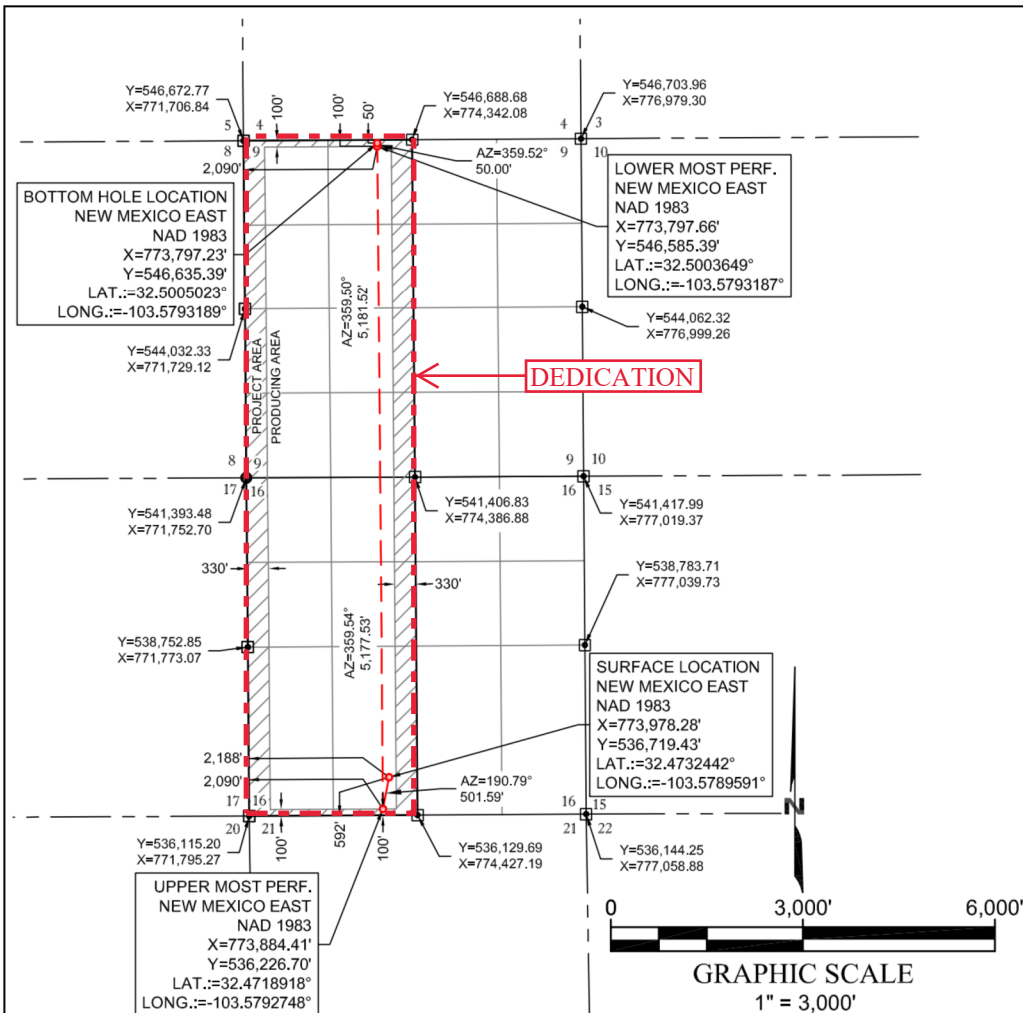 Y=546,672.77
X=771,706.84
100'
100'
50'
Y=546,688.68
X=774,342.08
Y=546,703.96
X=776,979.30
5 4
8 9
4 3
9 10
2,090'
AZ=359.52°
50.00'
BOTTOM HOLE LOCATION
NEW MEXICO EAST
NAD 1983
X=773,797.23'
Y=546,635.39'
LAT.:=32.5005023°
LONG.:=-103.5793189°
LOWER MOST PERF.
NEW MEXICO EAST
NAD 1983
X=773,797.66'
Y=546,585.39'
LAT.:=32.5003649°
LONG.:=-103.5793187°
AZ=359.50°
5,181.52'
Y=544,032.33
X=771,729.12
Y=544,062.32
X=776,999.26
PROJECT AREA
PRODUCING AREA
DEDICATION
8 9
17 16
9 10
16 15
Y=541,393.48
X=771,752.70
Y=541,406.83
X=774,386.88
Y=541,417.99
X=777,019.37
330'
330'
Y=538,783.71
X=777,039.73
AZ=359.54°
5,177.53'
Y=538,752.85
X=771,773.07
SURFACE LOCATION
NEW MEXICO EAST
NAD 1983
X=773,978.28'
Y=536,719.43'
LAT.:=32.4732442°
LONG.:=-103.5789591°
2,188'
2,090'
AZ=190.79°
501.59'
17 16
20 21
16 15
21 22
N
100'
592'
100'
Y=536,115.20
X=771,795.27
Y=536,129.69
X=774,427.19
Y=536,144.25
X=777,058.88
UPPER MOST PERF.
NEW MEXICO EAST
NAD 1983
X=773,884.41'
Y=536,226.70'
LAT.:=32.4718918°
LONG.:=-103.5792748°
0 3,000' 6,000'
GRAPHIC SCALE
1" = 3,000'